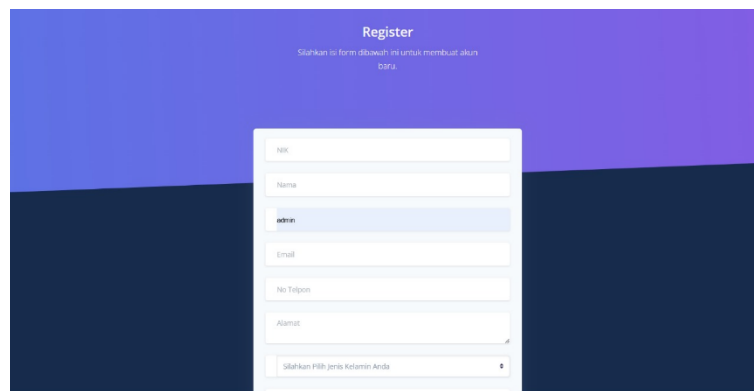 Register
Silahkan isi form dibawah ini untuk membuat akun
baru.
NIK
Nama
admin
Email
No Telpon
Alamat
Silahkan Pilih Jenis Kelamin Anda